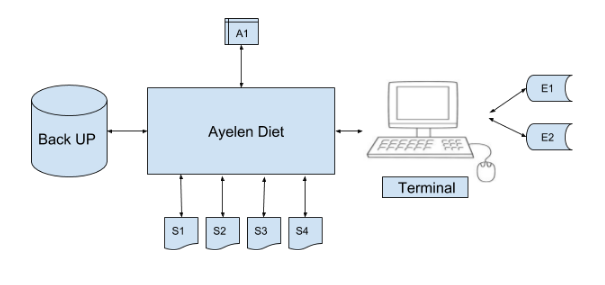 A1
Back UP
Ayelen Diet
Terminal
E1
E2
S1
S2
S3
S4